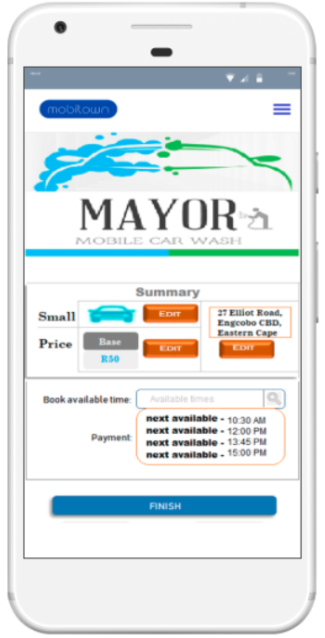 mobitown
MAYOR
MOBILE CAR WASH
Summary
Small
EDIT
27 Elliot Road,
Engcobo CBD,
Eastern Cape
Price
Base
R50
EDIT
EDIT
Book available time:
Available times
Payment:
next available - 10:30 AM
next available - 12:00 PM
next available - 13:45 PM
next available - 15:00 PM
FINISH